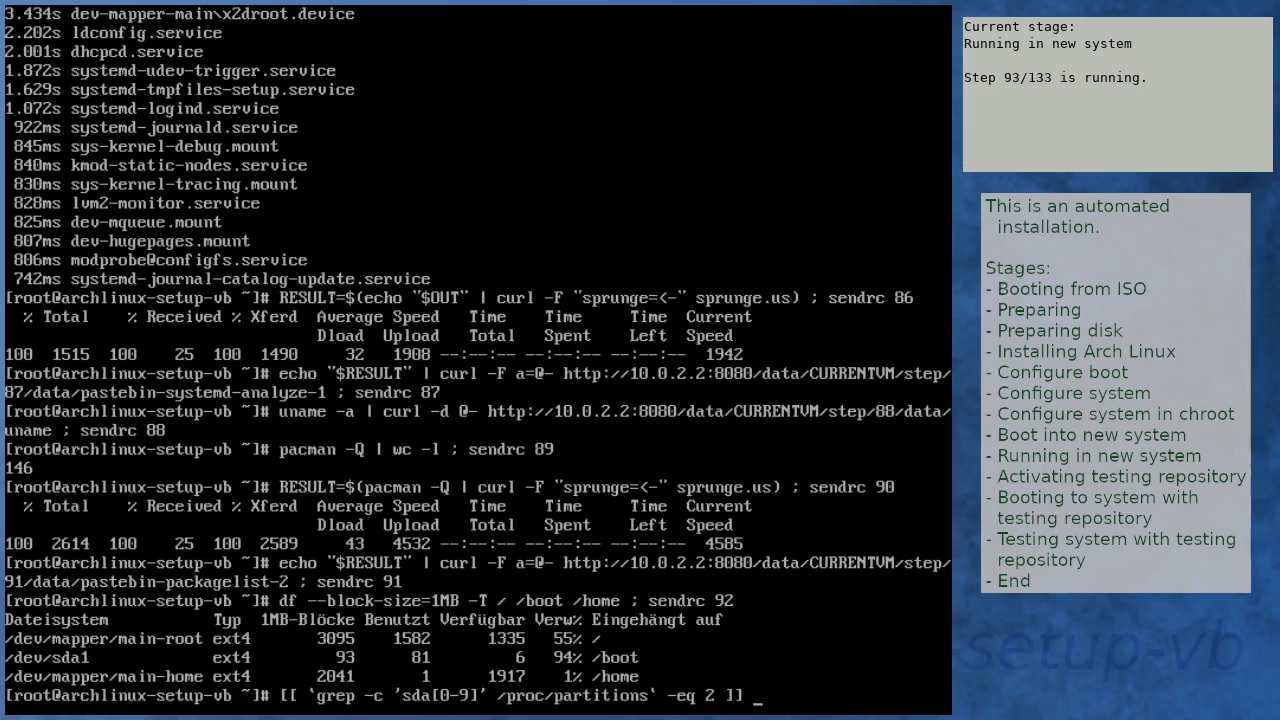 3.434s dev-mapper-main\x2droot.device
2.202s ldconfig.service
2.001s dhcpcd.service
1.872s systemd-udev-trigger.service
1.629s systemd-tmpfiles-setup.service
1.072s systemd-logind.service
922ms systemd-journald.service
845ms sys-kernel-debug.mount
840ms kmod-static-nodes.service
830ms sys-kernel-tracing.mount
828ms lvm2-monitor.service
825ms dev-mqueue.mount
807ms dev-hugepages.mount
806ms modprobe@configfs.service
742ms systemd-journal-catalog-update.service
[root@archlinux-setup-vb ~]# RESULT=$(echo "$OUT" | curl -F "sprunge=<-" sprunge.us) ; sendrc 86
% Total % Received % Xferd Average Speed Time Time Time Current
Dload Upload Total Spent Left Speed
100 1515 100 25 100 1490 32 1908 --:--:-- --:--:-- --:--:-- 1942
[root@archlinux-setup-vb ~]# echo "$RESULT" | curl -F a=@- http://10.0.2.2:8080/data/CURRENTVM/step/
87/data/pastebin-systemd-analyze-1 ; sendrc 87
[root@archlinux-setup-vb ~]# uname -a | curl -d @- http://10.0.2.2:8080/data/CURRENTVM/step/88/data/
uname ; sendrc 88
[root@archlinux-setup-vb ~]# pacman -Q | wc -l ; sendrc 89
146
[root@archlinux-setup-vb ~]# RESULT=$(pacman -Q | curl -F "sprunge=<-" sprunge.us) ; sendrc 90
% Total % Received % Xferd Average Speed Time Time Time Current
Dload Upload Total Spent Left Speed
100 2614 100 25 100 2589 43 4532 --:--:-- --:--:-- --:--:-- 4585
[root@archlinux-setup-vb ~]# echo "$RESULT" | curl -F a=@- http://10.0.2.2:8080/data/CURRENTVM/step/
91/data/pastebin-packagelist-2 ; sendrc 91
[root@archlinux-setup-vb ~]# df --block-size=1MB -T / /boot /home ; sendrc 92
Dateisystem Typ 1MB-Blöcke Benutzt Verfügbar Verw% Eingehängt auf
/dev/mapper/main-root ext4 3095 1582 1335 55% /
/dev/sda1 ext4 93 81 6 94% /boot
/dev/mapper/main-home ext4 2041 1 1917 1% /home
[root@archlinux-setup-vb ~]# [[ `grep -c 'sda[0-9]' /proc/partitions` -eq 2 ]] _
Current stage:
Running in new system
Step 93/133 is running.
This is an automated
installation.
Stages:
- Booting from ISO
- Preparing
- Preparing disk
- Installing Arch Linux
- Configure boot
- Configure system
- Configure system in chroot
- Boot into new system
- Running in new system
- Activating testing repository
- Booting to system with
testing repository
- Testing system with testing
repository
- End
-setup-vb